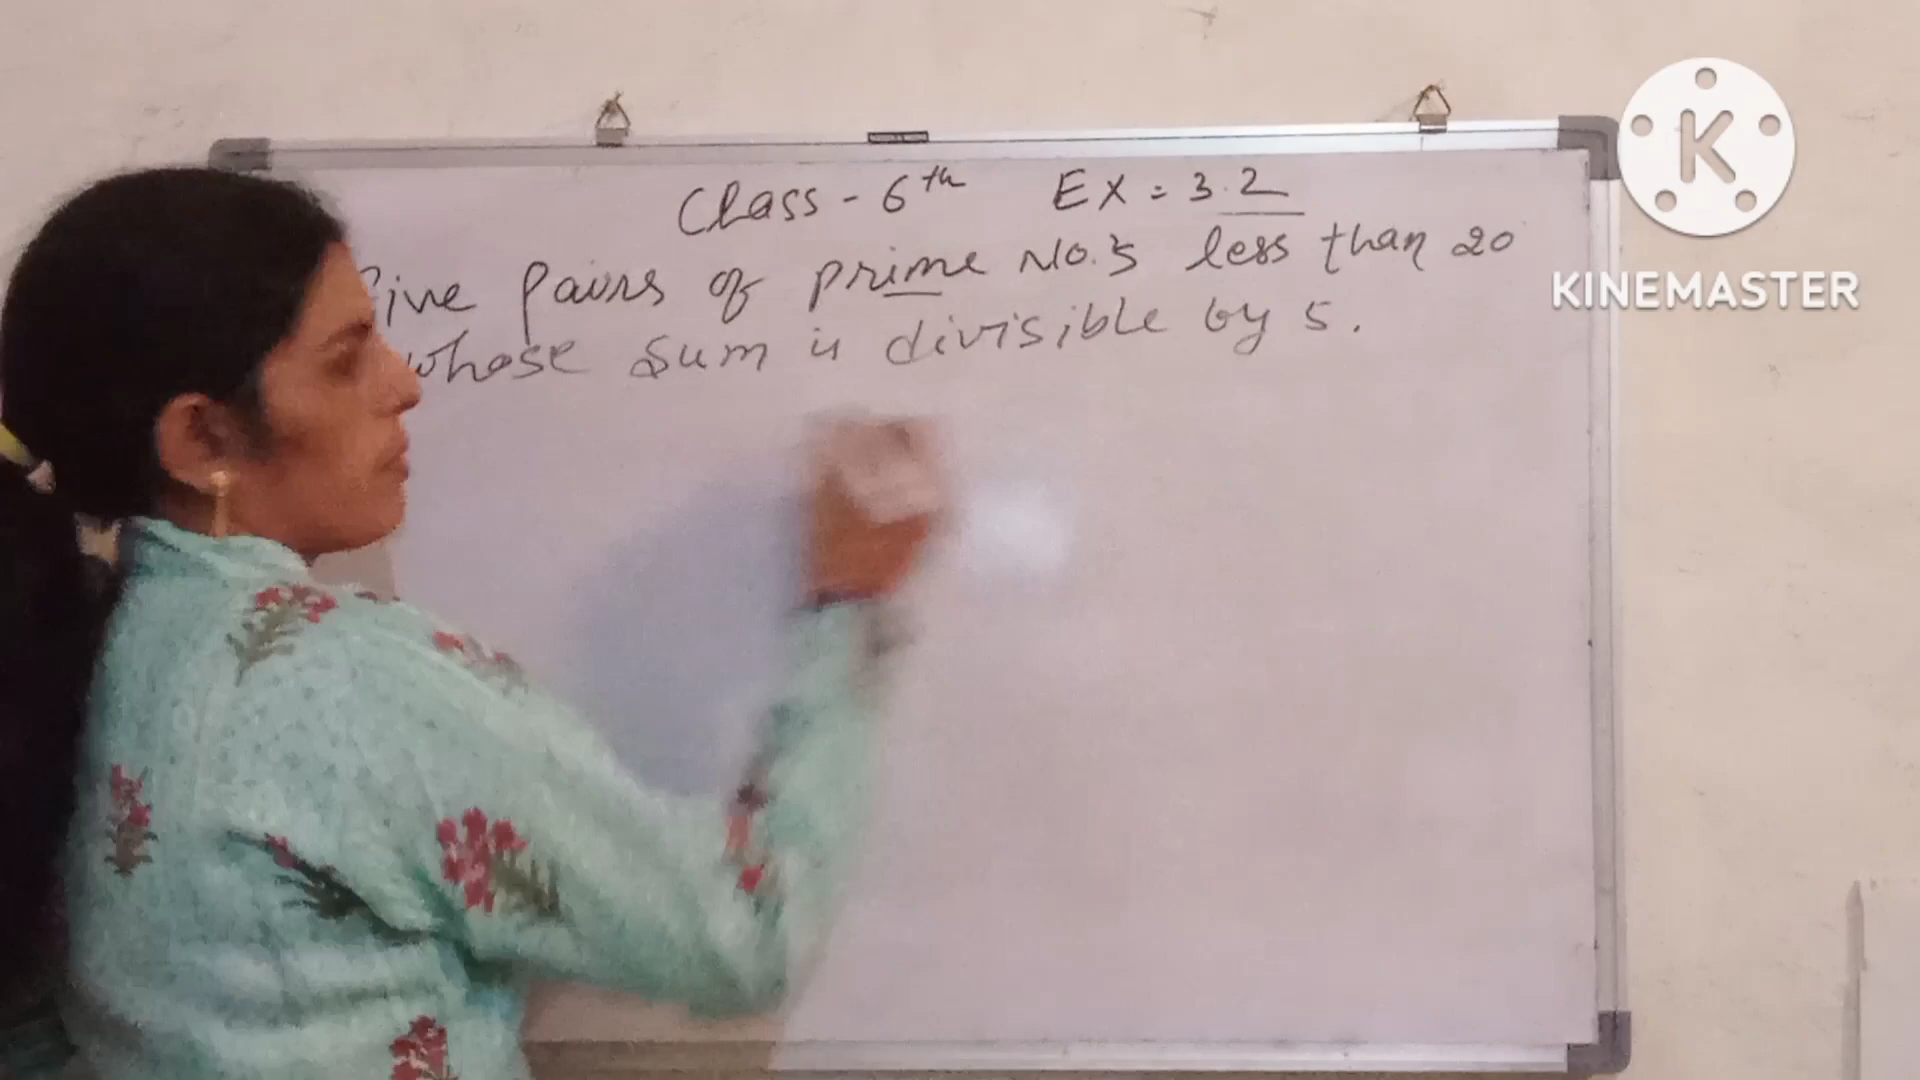 Class - 6th Ex = 3.2
Give pairs of prime No.s less than 20
whose sum is divisible by 5.
K
KINEMASTER